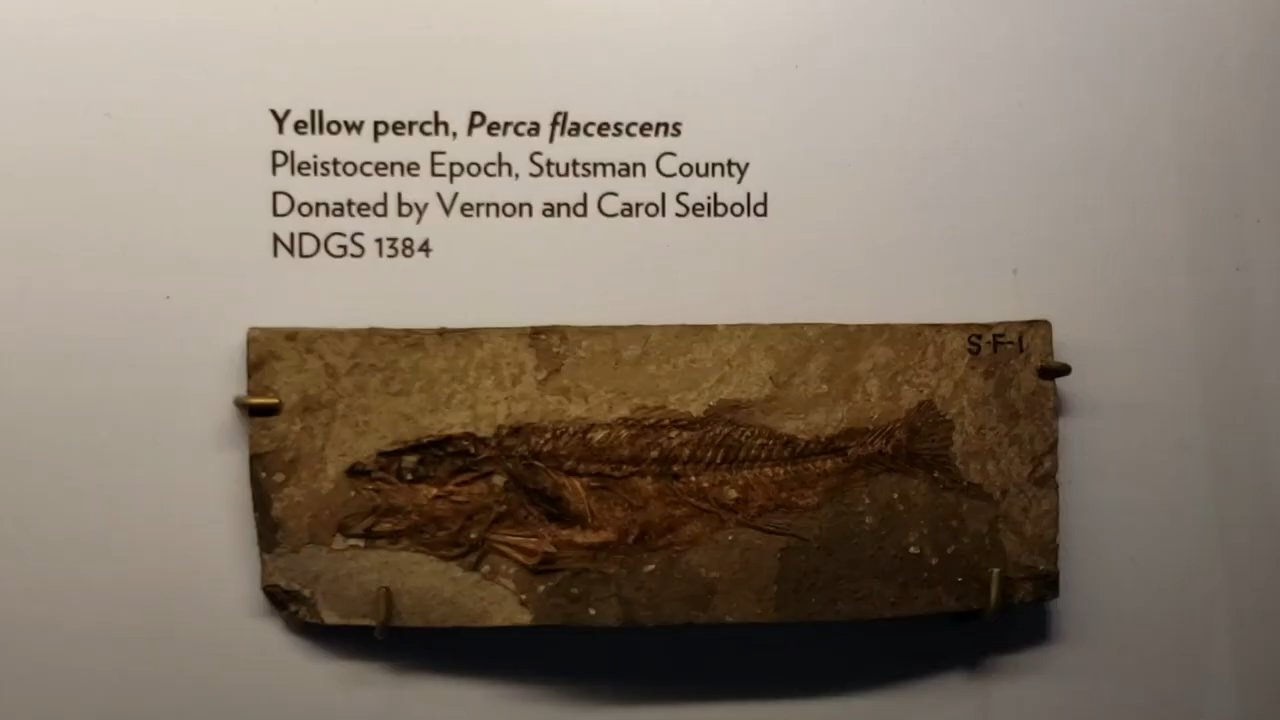 Yellow perch, Perca flacescens
Pleistocene Epoch, Stutsman County
Donated by Vernon and Carol Seibold
NDGS 1384
S-F-1